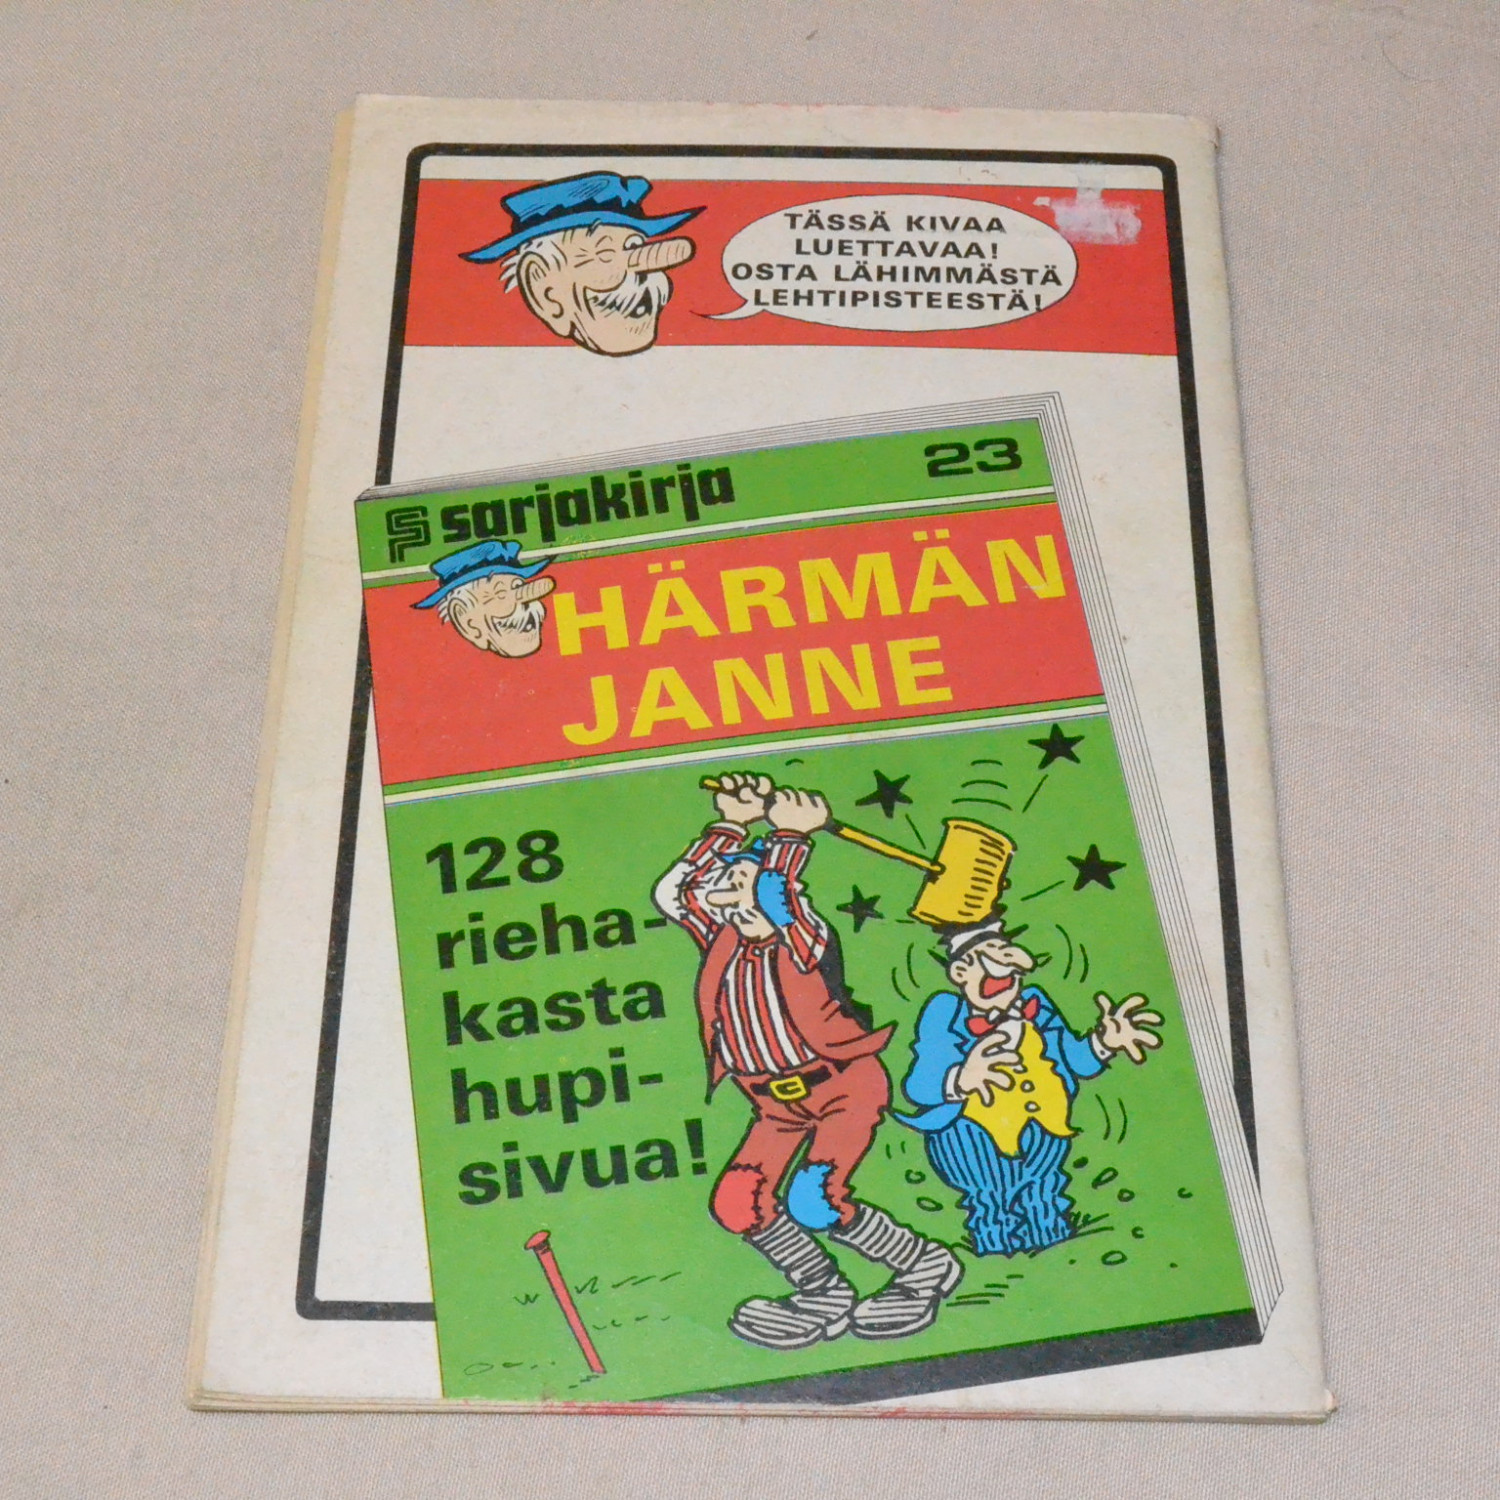 TÄSSÄ KIVAA
LUETTAVAA!
OSTA LÄHIMMÄSTÄ
LEHTIPISTEESTÄ!
sarjakirja 23
HÄRMÄN
JANNE
128
rieha-
kasta
hupi-
sivua!